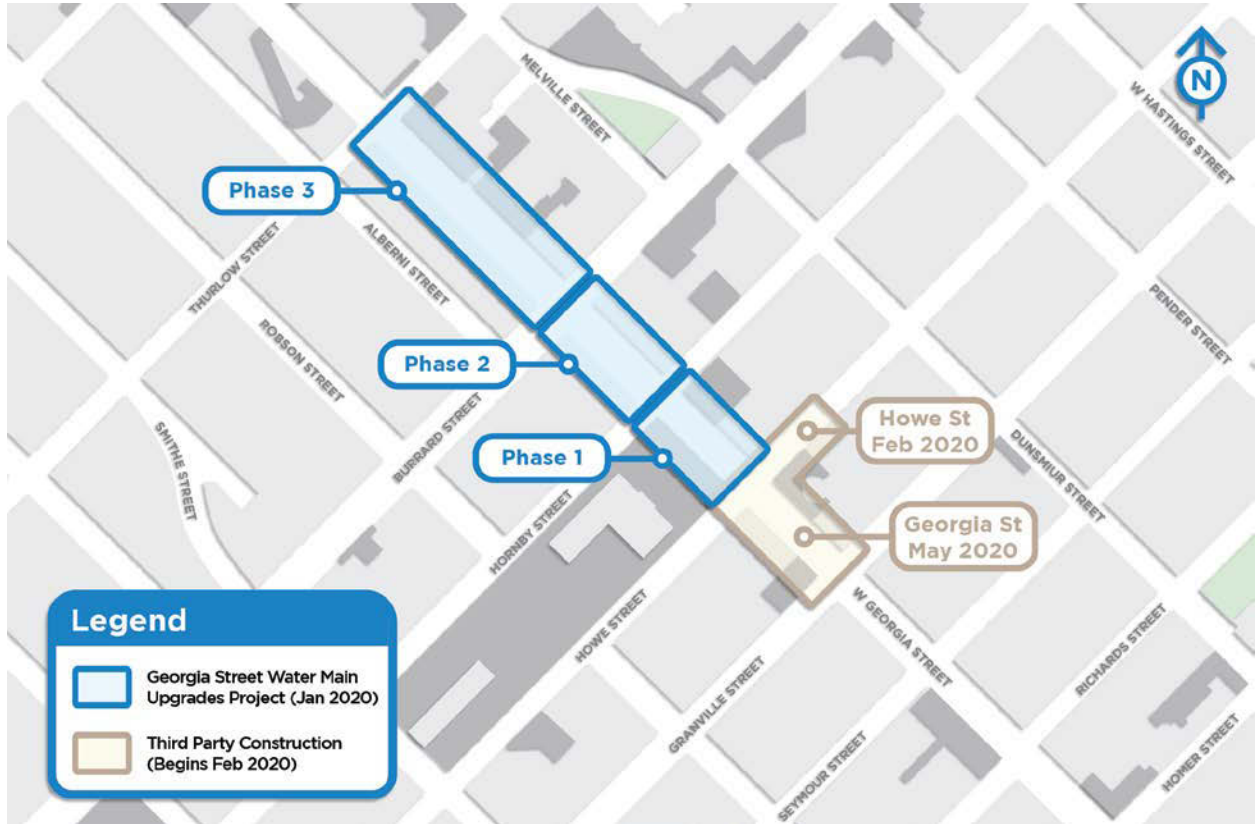 MELVILLE STREET
N
W HASTINGS STREET
Phase 3
ALBERNI STREET
THURLOW STREET
ROBSON STREET
PENDER STREET
Phase 2
SMITHE STREET
BURRARD STREET
Howe St
Feb 2020
DUNSMIUR STREET
Phase 1
HORNBY STREET
Georgia St
May 2020
HOWE STREET
W GEORGIA STREET
RICHARDS STREET
GRANVILLE STREET
SEYMOUR STREET
HOMER STREET
Legend
Georgia Street Water Main
Upgrades Project (Jan 2020)
Third Party Construction
(Begins Feb 2020)